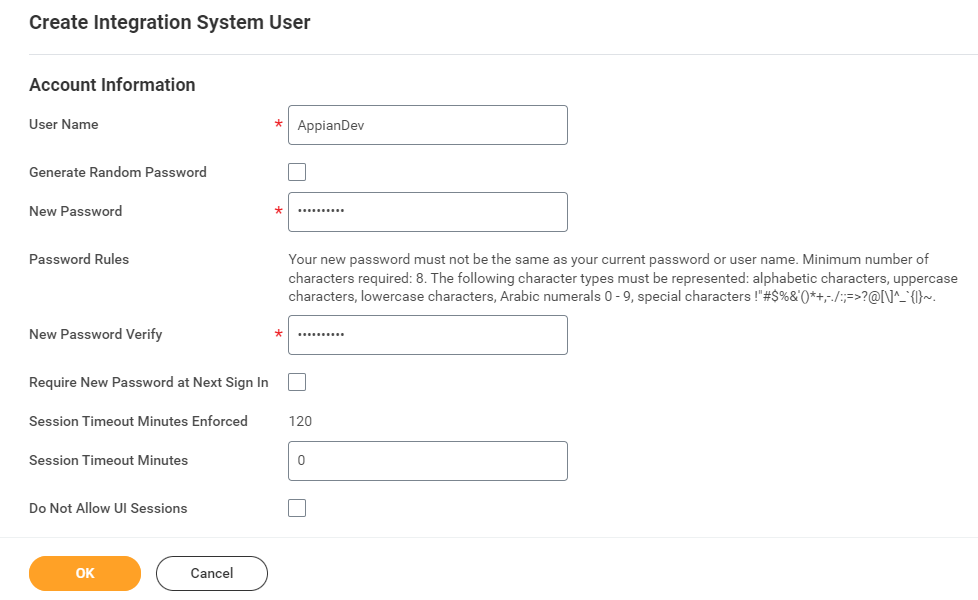 Create Integration System User
Account Information
User Name * AppianDev
Generate Random Password
New Password * ••••••••••
Password Rules
Your new password must not be the same as your current password or user name. Minimum number of
characters required: 8. The following character types must be represented: alphabetic characters, uppercase
characters, lowercase characters, Arabic numerals 0 - 9, special characters !"#$%&'()*+,-./:;=>?@[\]^_`{|}~.
New Password Verify * ••••••••••
Require New Password at Next Sign In
Session Timeout Minutes Enforced 120
Session Timeout Minutes 0
Do Not Allow UI Sessions
OK Cancel